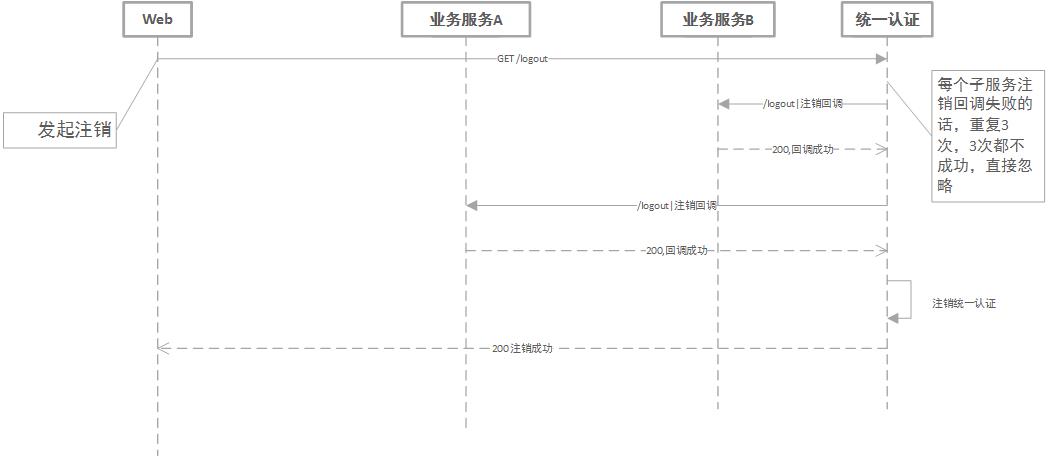 Web
业务服务A
业务服务B
统一认证
GET /logout
发起注销
每个子服务注
销回调失败的
话，重复3
次，3次都不
成功，直接忽
略
/logout|注销回调
200,回调成功
/logout|注销回调
200,回调成功
注销统一认证
200 注销成功